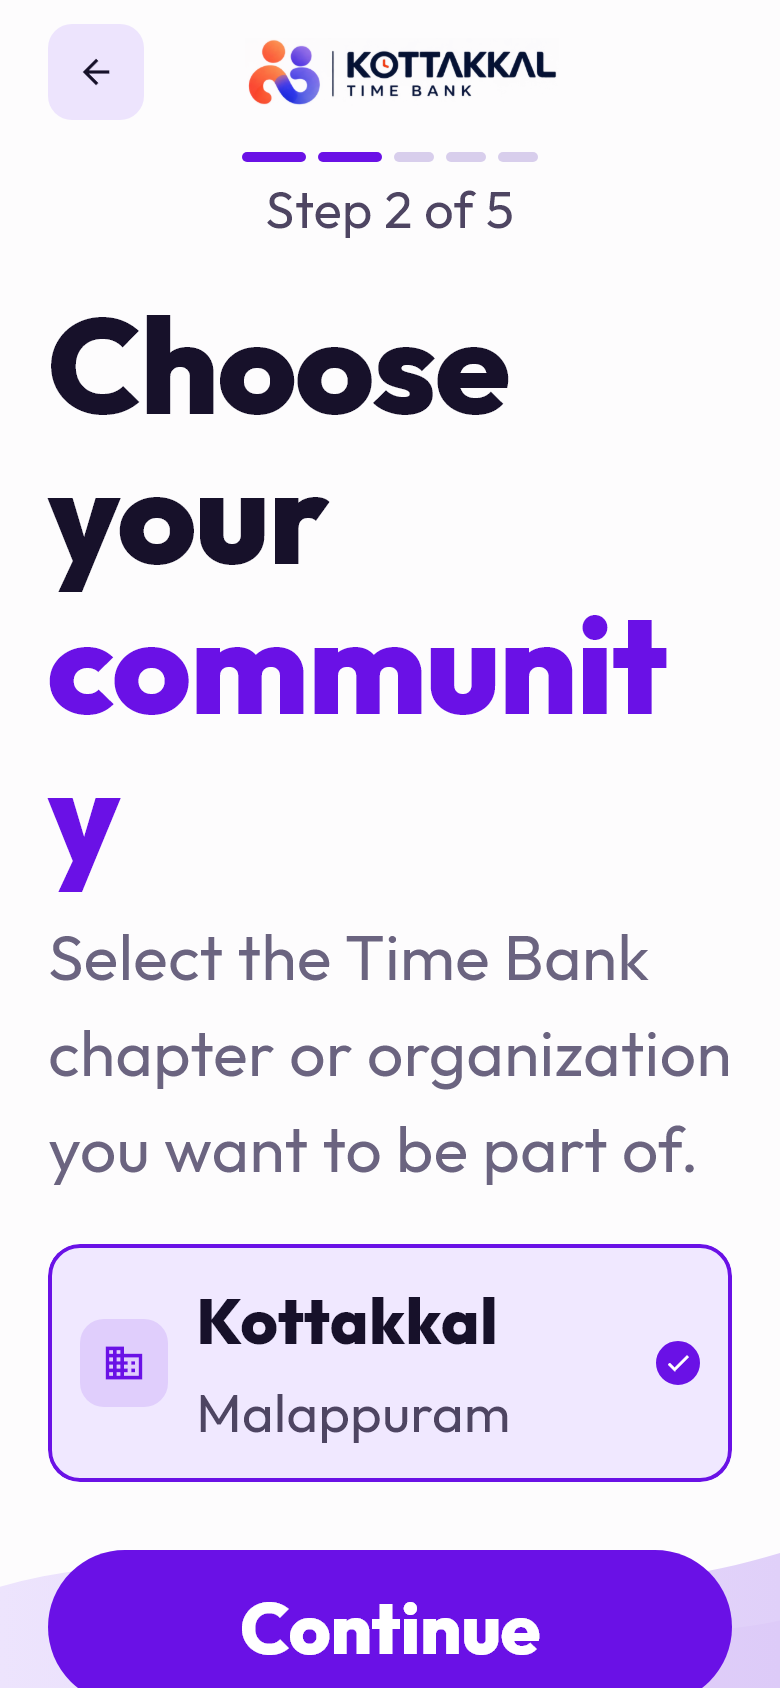 KOTTAKKAL
TIME BANK
Step 2 of 5
Choose
your
communit
y
Select the Time Bank
chapter or organization
you want to be part of.
Kottakkal
Malappuram
Continue